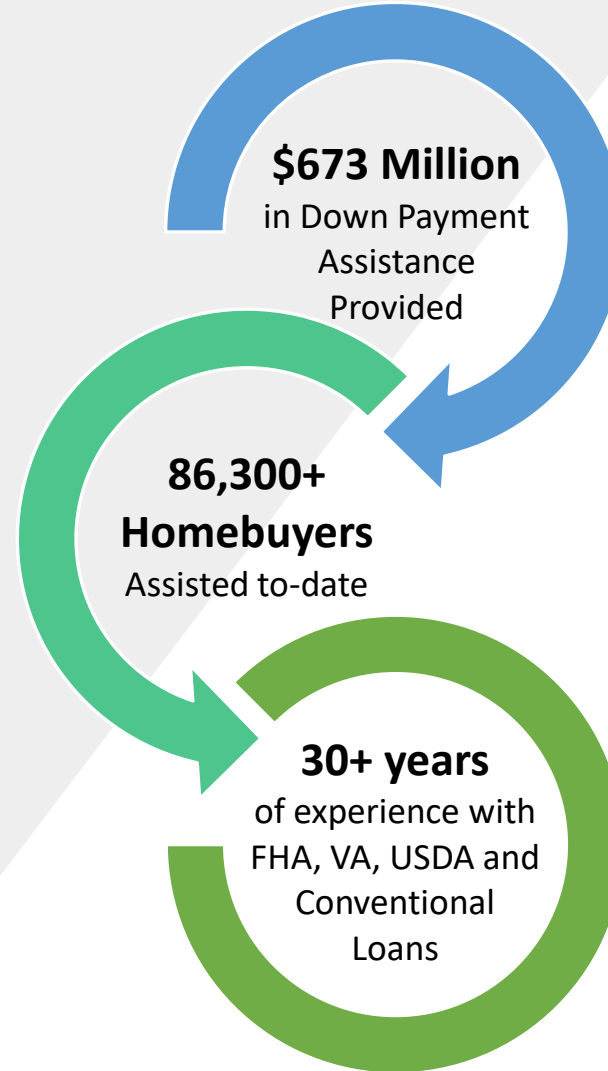 $673 Million
in Down Payment
Assistance
Provided
86,300+
Homebuyers
Assisted to-date
30+ years
of experience with
FHA, VA, USDA and
Conventional
Loans